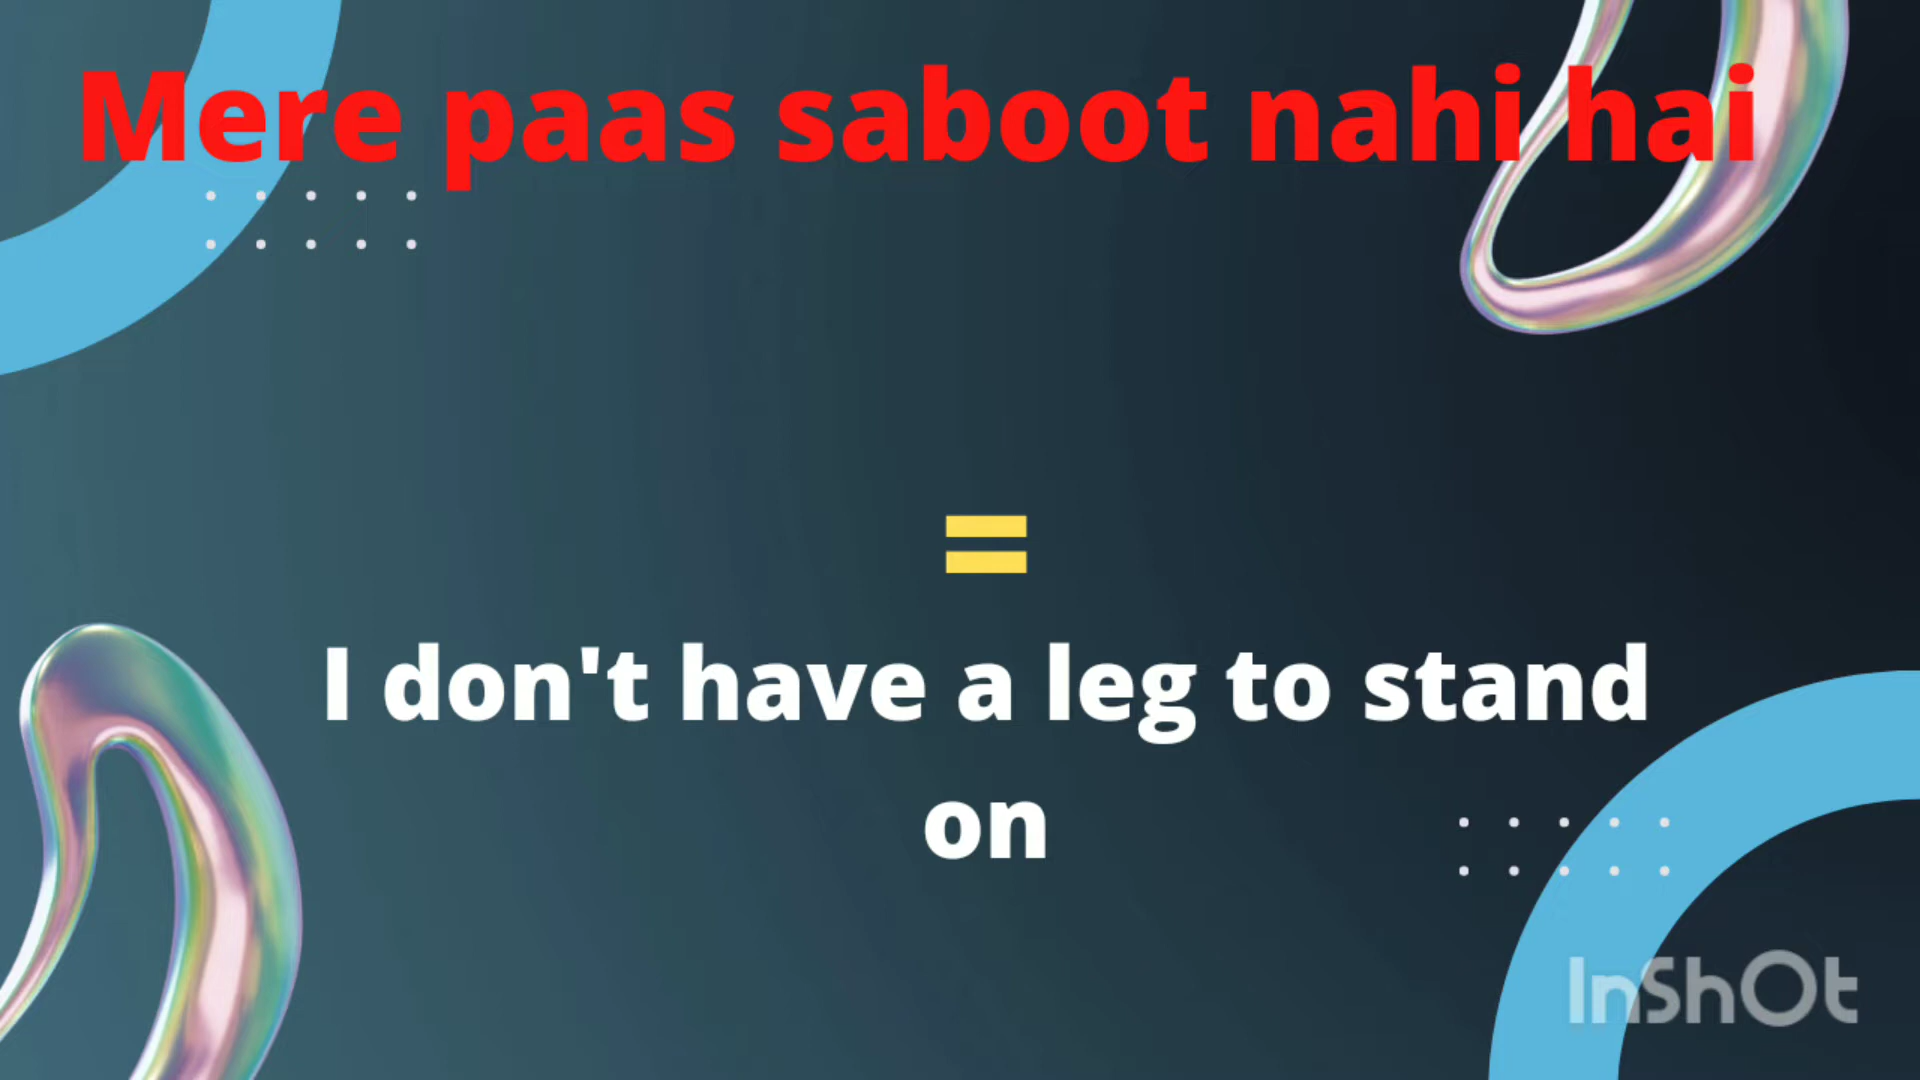 Mere paas saboot nahi hai
=
I don't have a leg to stand
on
InShOt